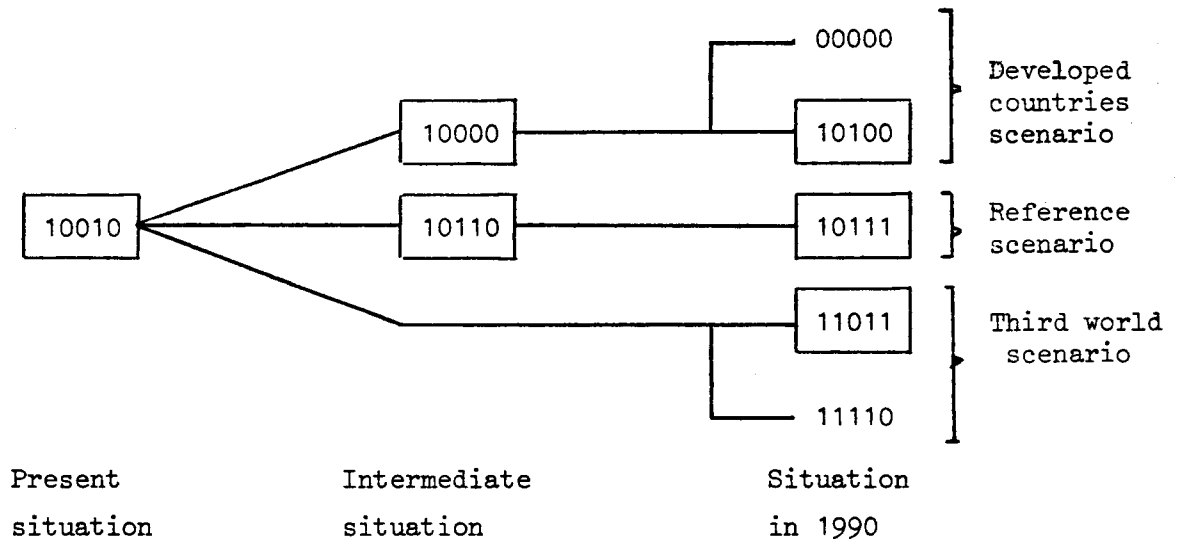 00000
Developed
countries
scenario
10000
10100
10010
10110
10111
Reference
scenario
11011
Third world
scenario
11110
Present
situation
Intermediate
situation
Situation
in 1990